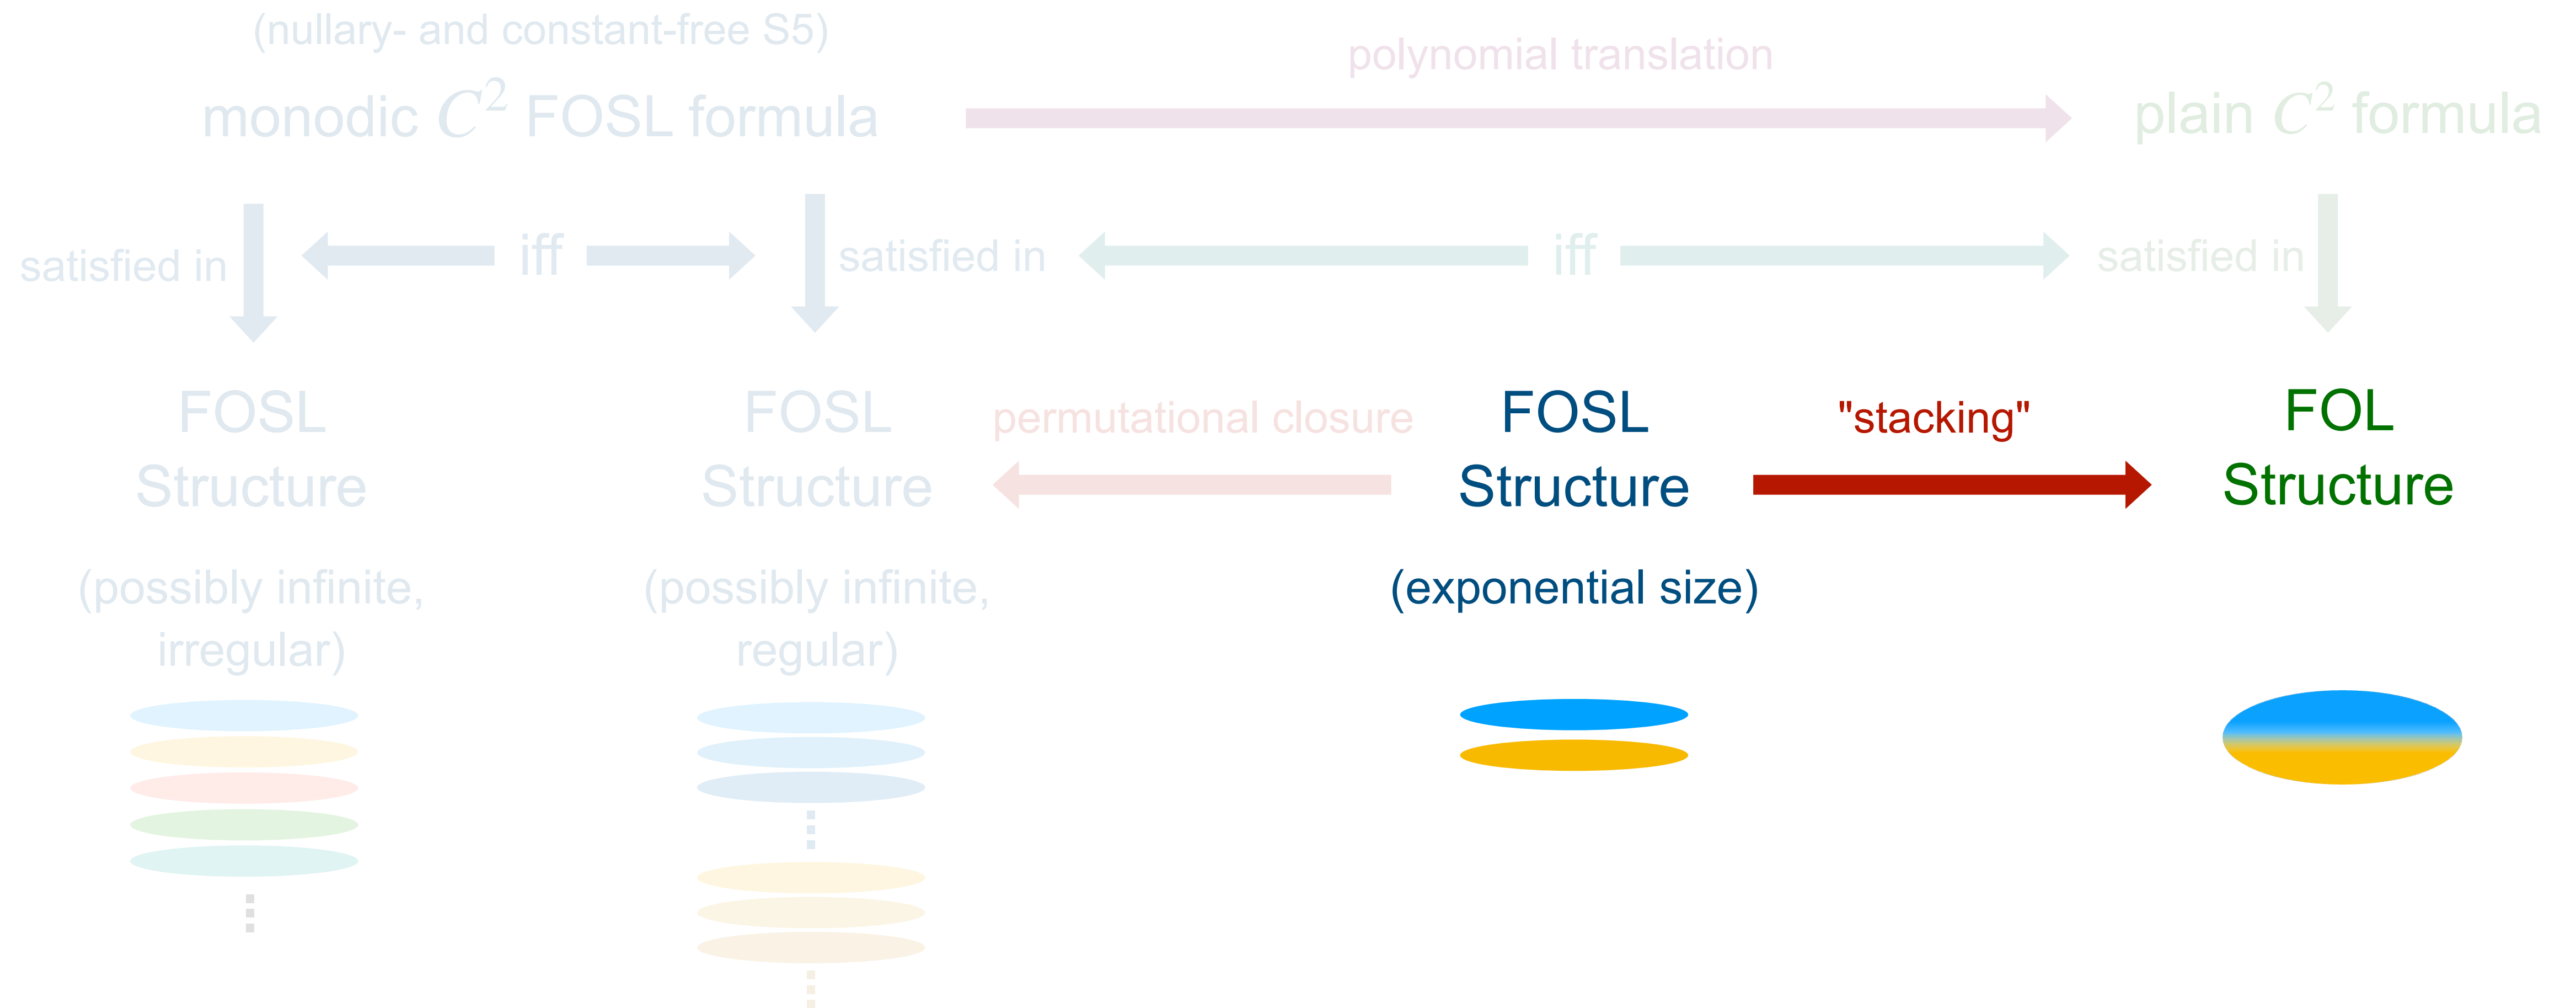 (nullary- and constant-free S5)
polynomial translation
monodic C² FOSL formula
plain C² formula
satisfied in
iff
satisfied in
iff
satisfied in
FOSL
Structure
(possibly infinite,
irregular)
FOSL
Structure
(possibly infinite,
regular)
permutational closure
FOSL
Structure
(exponential size)
"stacking"
FOL
Structure